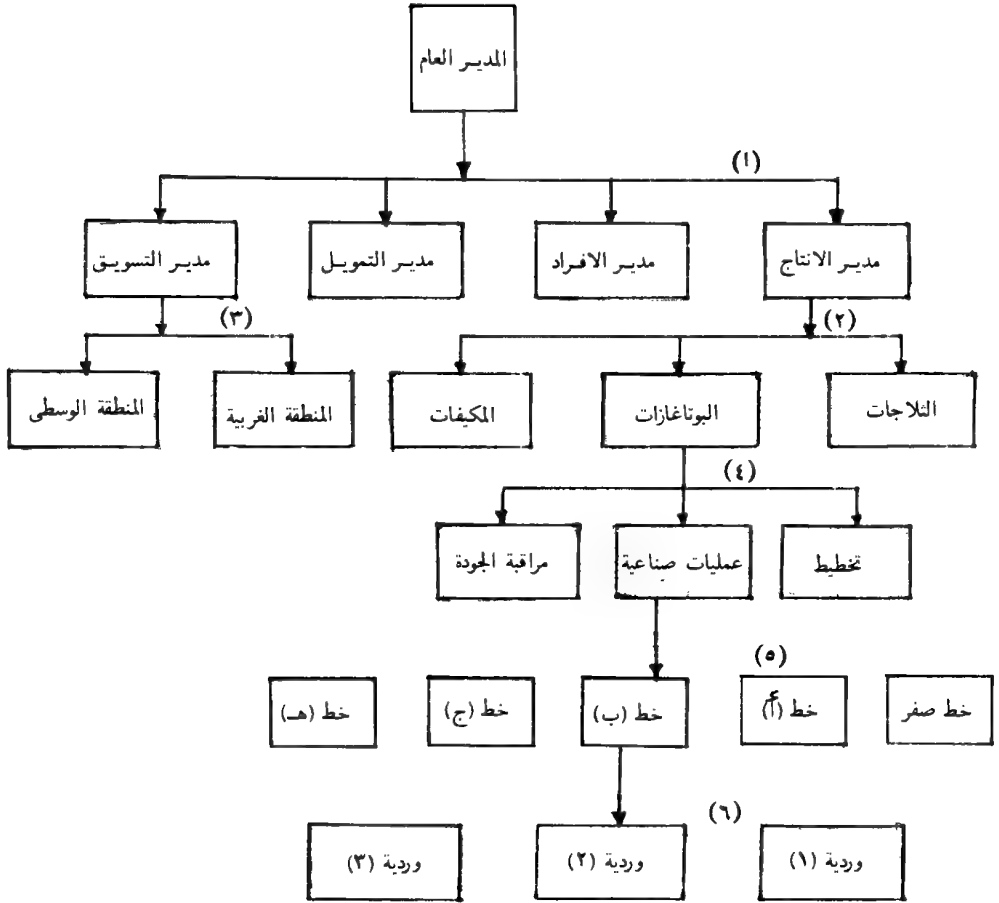 المدير العام
(١)
مدير الانتاج
مدير الافراد
مدير التمويل
مدير التسويق
(٢)
(٣)
الثلاجات
البوتاغازات
المكيفات
المنطقة الغربية
المنطقة الوسطى
(٤)
تخطيط
عمليات صناعية
مراقبة الجودة
(٥)
خط صفر
خط (أ)
خط (ب)
خط (ج)
خط (هـ)
(٦)
وردية (١)
وردية (٢)
وردية (٣)